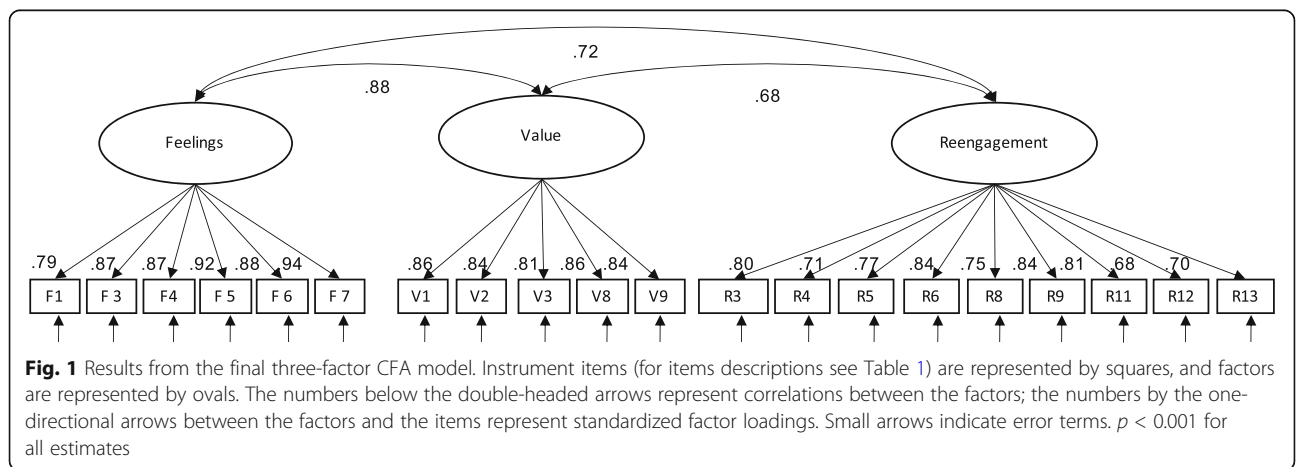 .72
.88
.68
Feelings
Value
Reengagement
.79 .87 .87 .92 .88 .94 .86 .84 .81 .86 .84 .80 .71 .77 .84 .75 .84 .81 .68 .70
F1 F 3 F4 F 5 F 6 F 7 V1 V2 V3 V8 V9 R3 R4 R5 R6 R8 R9 R11 R12 R13
Fig. 1 Results from the final three-factor CFA model. Instrument items (for items descriptions see Table 1) are represented by squares, and factors
are represented by ovals. The numbers below the double-headed arrows represent correlations between the factors; the numbers by the one-
directional arrows between the factors and the items represent standardized factor loadings. Small arrows indicate error terms. p < 0.001 for
all estimates